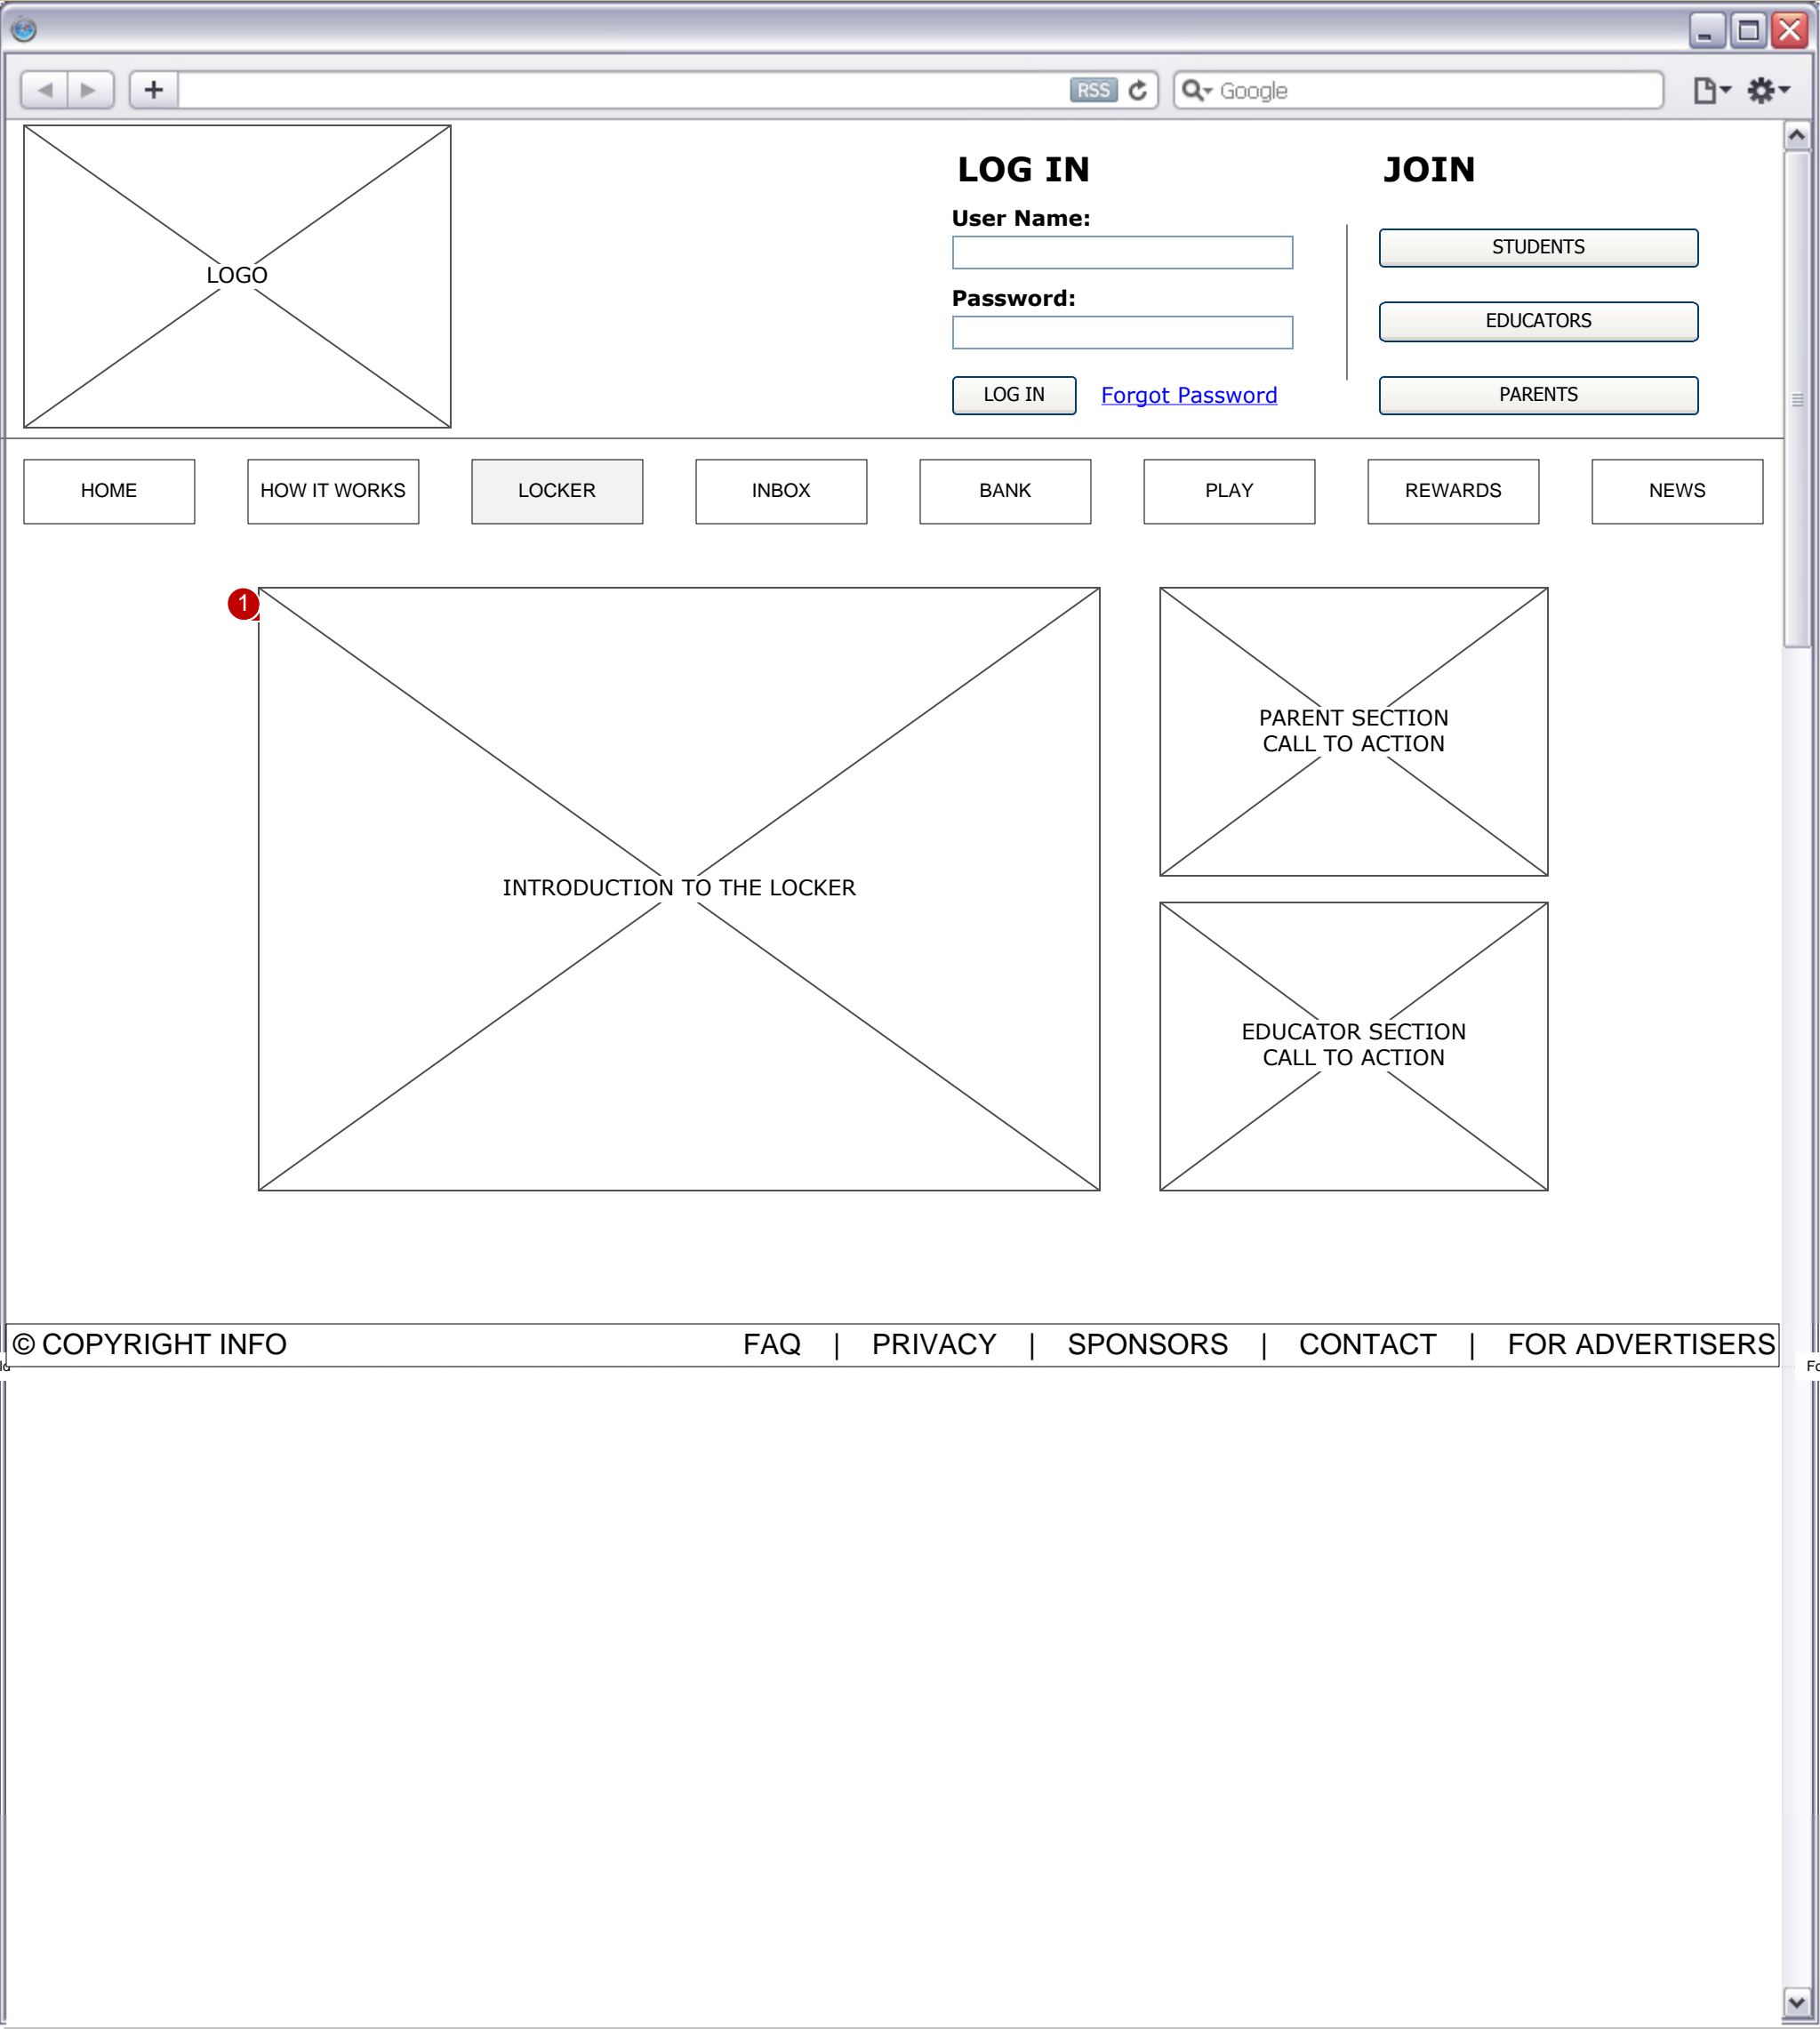 RSS
Google
LOGO
LOG IN
User Name:
Password:
LOG IN Forgot Password
JOIN
STUDENTS
EDUCATORS
PARENTS
HOME HOW IT WORKS LOCKER INBOX BANK PLAY REWARDS NEWS
1
INTRODUCTION TO THE LOCKER
PARENT SECTION
CALL TO ACTION
EDUCATOR SECTION
CALL TO ACTION
© COPYRIGHT INFO FAQ | PRIVACY | SPONSORS | CONTACT | FOR ADVERTISERS